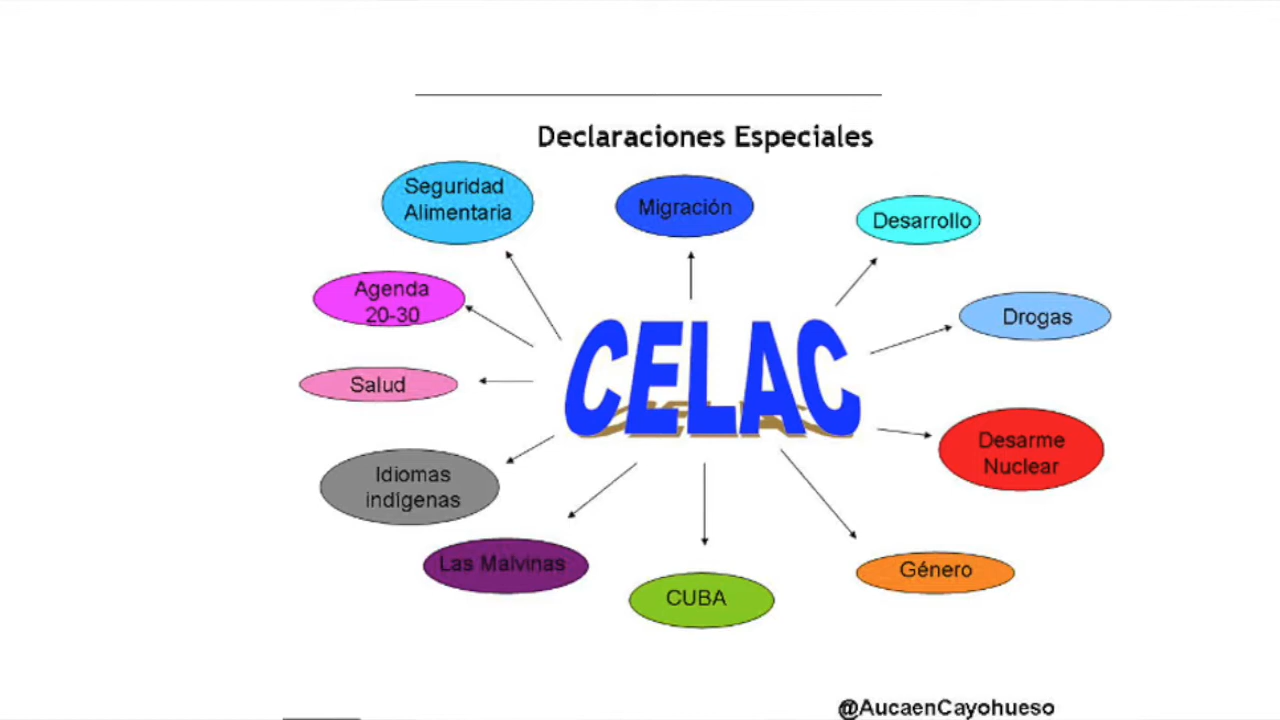 Declaraciones Especiales
Seguridad
Alimentaria
Migración
Desarrollo
Agenda
20-30
Drogas
CELAC
Salud
Desarme
Nuclear
Idiomas
indígenas
Las Malvinas
Género
CUBA
@AucaenCayohueso